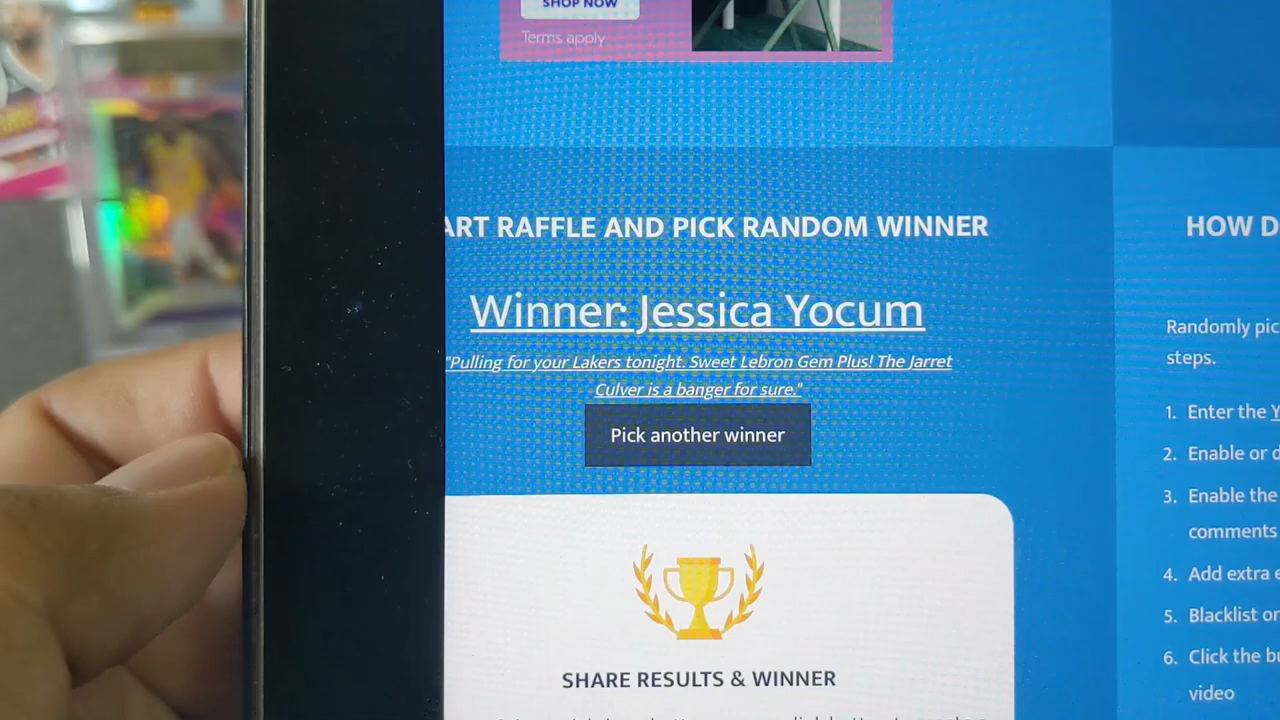 SHOP NOW
Terms apply
ART RAFFLE AND PICK RANDOM WINNER
Winner: Jessica Yocum
"Pulling for your Lakers tonight. Sweet Lebron Gem Plus! The Jarret
Culver is a banger for sure."
Pick another winner
SHARE RESULTS & WINNER
HOW D
Randomly pic
steps.
1. Enter the Y
2. Enable or d
3. Enable the
comments
4. Add extra e
5. Blacklist or
6. Click the bu
video